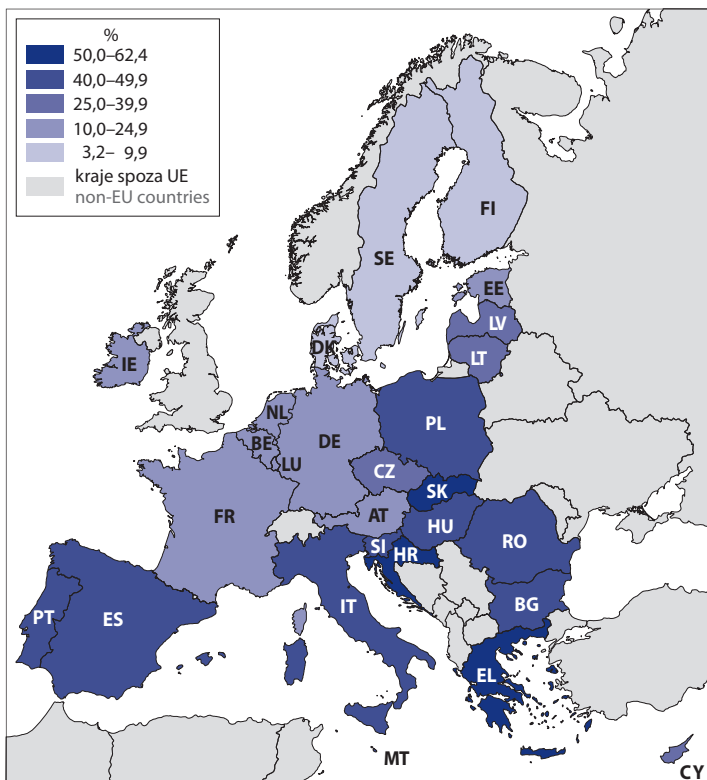 %
50,0–62,4
40,0–49,9
25,0–39,9
10,0–24,9
3,2– 9,9
kraje spoza UE
non-EU countries
FI
SE
EE
LV
DK
LT
IE
NL
PL
BE
DE
LU
CZ
SK
FR
AT
HU
SI
HR
RO
PT
ES
IT
BG
EL
MT
CY